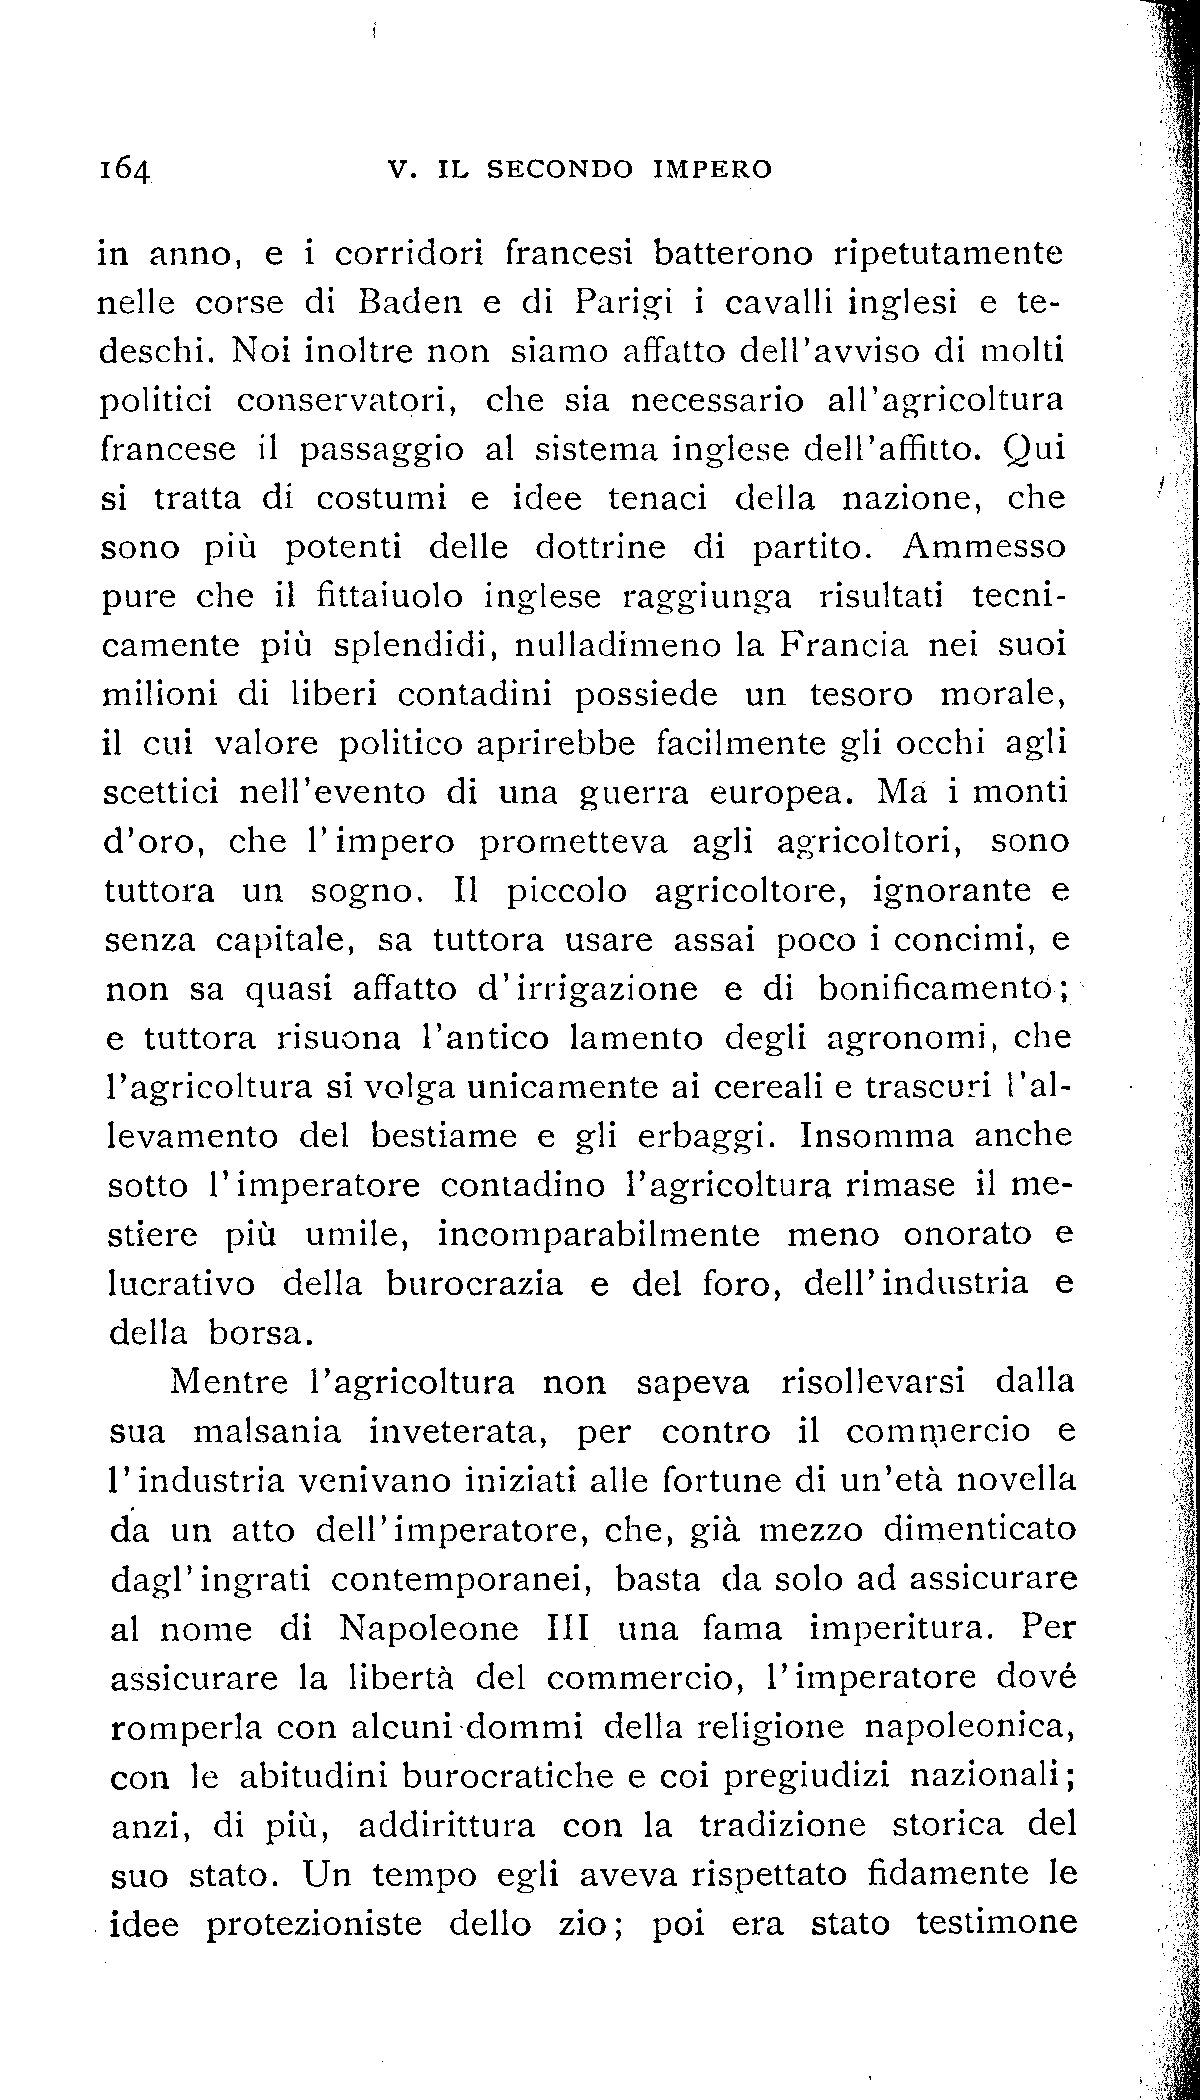 164 V. IL SECONDO IMPERO
in anno, e i corridori francesi batterono ripetutamente
nelle corse di Baden e di Parigi i cavalli inglesi e te-
deschi. Noi inoltre non siamo affatto dell'avviso di molti
politici conservatori, che sia necessario all'agricoltura
francese il passaggio al sistema inglese dell'affitto. Qui
si tratta di costumi e idee tenaci della nazione, che
sono più potenti delle dottrine di partito. Ammesso
pure che il fittaiuolo inglese raggiunga risultati tecni-
camente più splendidi, nulladimeno la Francia nei suoi
milioni di liberi contadini possiede un tesoro morale,
il cui valore politico aprirebbe facilmente gli occhi agli
scettici nell'evento di una guerra europea. Ma i monti
d'oro, che l'impero prometteva agli agricoltori, sono
tuttora un sogno. Il piccolo agricoltore, ignorante e
senza capitale, sa tuttora usare assai poco i concimi, e
non sa quasi affatto d'irrigazione e di bonificamento;
e tuttora risuona l'antico lamento degli agronomi, che
l'agricoltura si volga unicamente ai cereali e trascuri l'al-
levamento del bestiame e gli erbaggi. Insomma anche
sotto l'imperatore contadino l'agricoltura rimase il me-
stiere più umile, incomparabilmente meno onorato e
lucrativo della burocrazia e del foro, dell'industria e
della borsa.
Mentre l'agricoltura non sapeva risollevarsi dalla
sua malsania inveterata, per contro il commercio e
l'industria venivano iniziati alle fortune di un'età novella
da un atto dell'imperatore, che, già mezzo dimenticato
dagl'ingrati contemporanei, basta da solo ad assicurare
al nome di Napoleone III una fama imperitura. Per
assicurare la libertà del commercio, l'imperatore dové
romperla con alcuni dommi della religione napoleonica,
con le abitudini burocratiche e coi pregiudizi nazionali;
anzi, di più, addirittura con la tradizione storica del
suo stato. Un tempo egli aveva rispettato fidamente le
idee protezioniste dello zio; poi era stato testimone